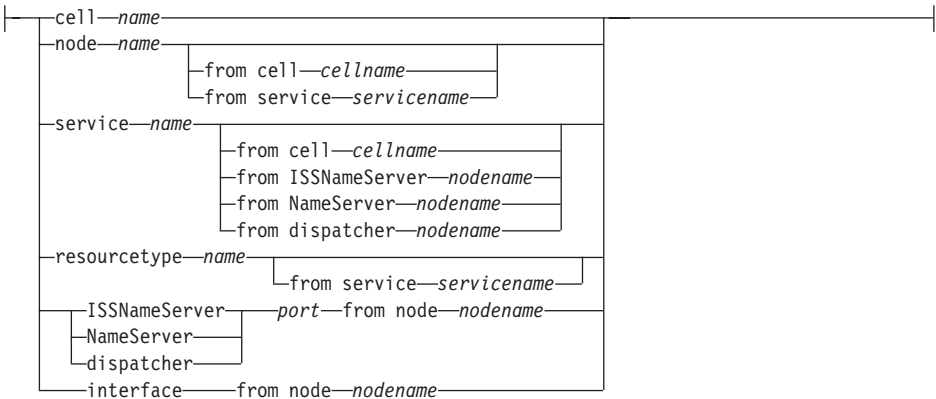 cell name
node name
from cell cellname
from service servicename
service name
from cell cellname
from ISSNameServer nodename
from NameServer nodename
from dispatcher nodename
resourcetype name
from service servicename
ISSNameServer port from node nodename
NameServer
dispatcher
interface from node nodename